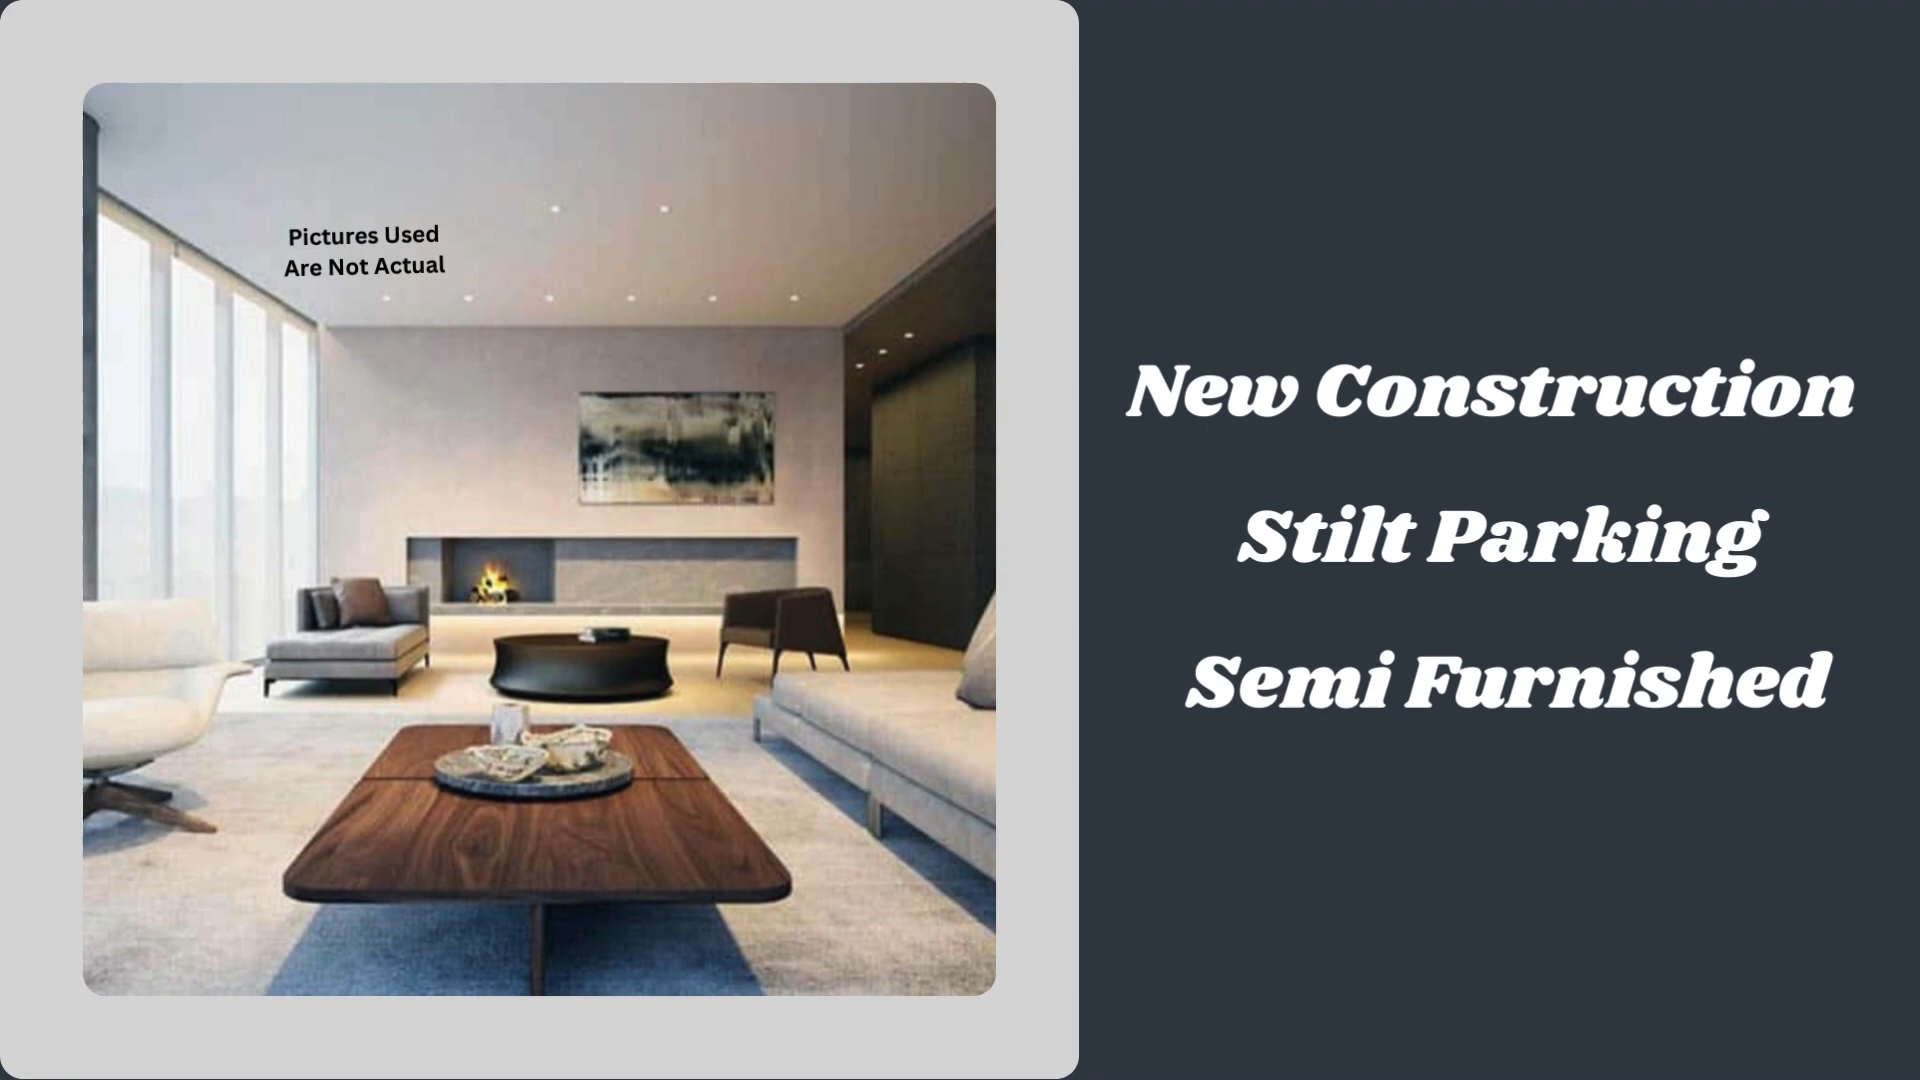 Pictures Used
Are Not Actual
New Construction
Stilt Parking
Semi Furnished